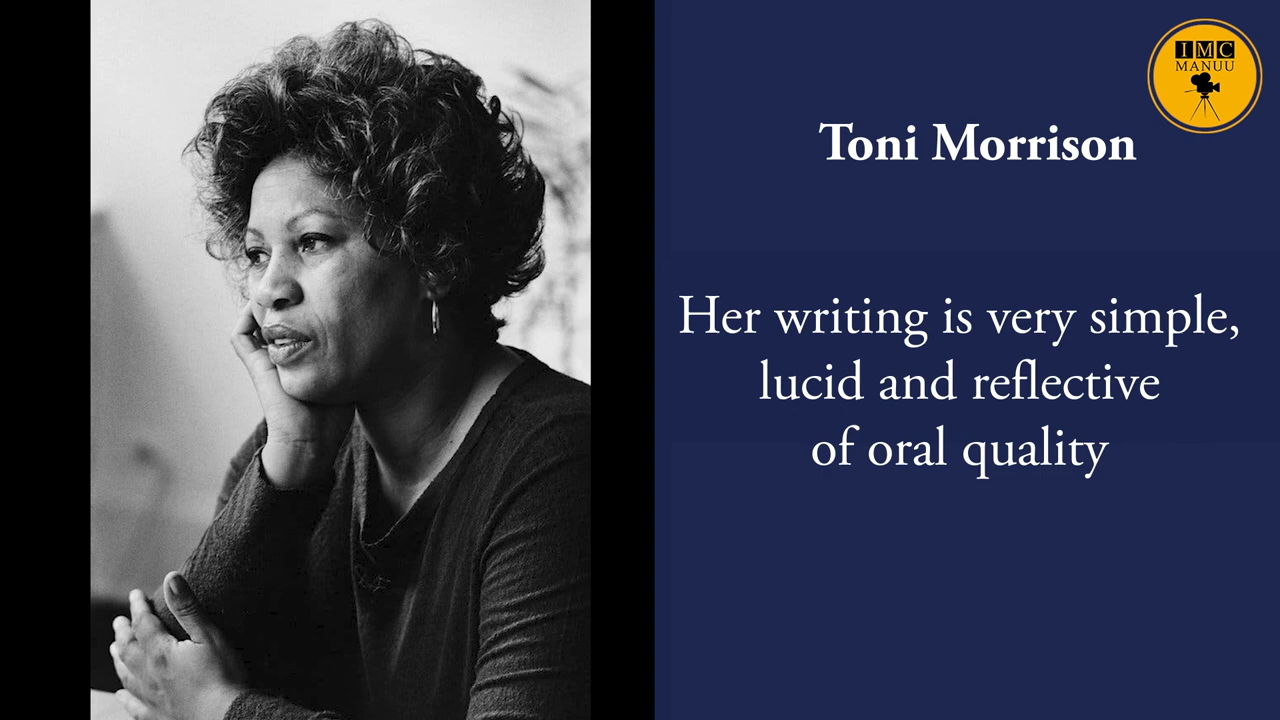 IMC
MANUU
Toni Morrison
Her writing is very simple,
lucid and reflective
of oral quality